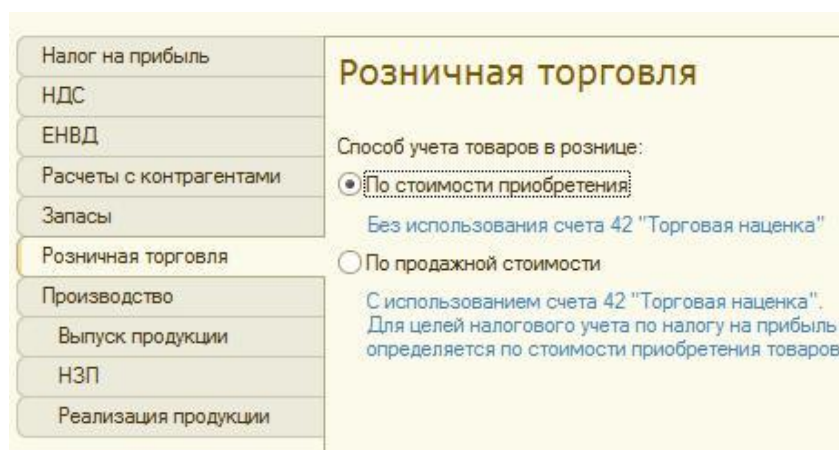 Налог на прибыль
НДС
ЕНВД
Расчеты с контрагентами
Запасы
Розничная торговля
Производство
Выпуск продукции
НЗП
Реализация продукции
Розничная торговля
Способ учета товаров в рознице:
По стоимости приобретения
Без использования счета 42 "Торговая наценка"
По продажной стоимости
С использованием счета 42 "Торговая наценка".
Для целей налогового учета по налогу на прибыль
определяется по стоимости приобретения товаров